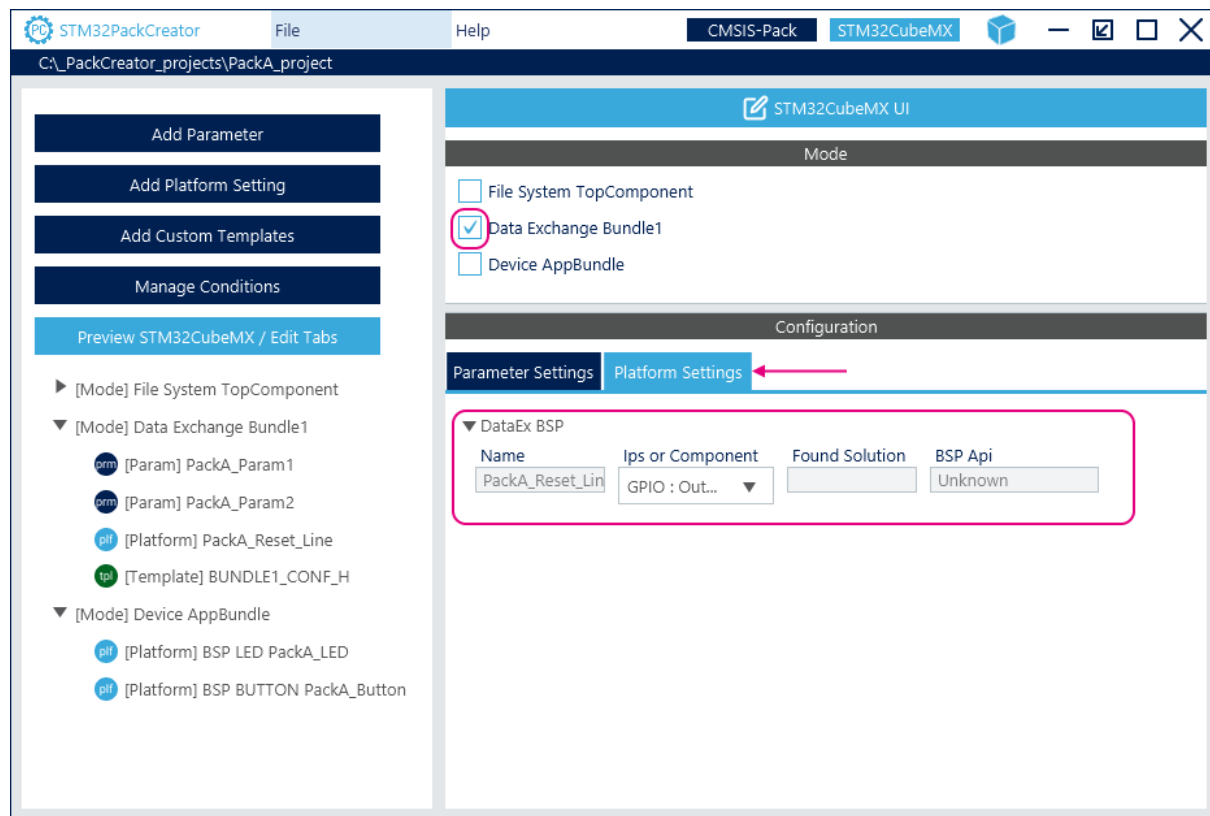 PC STM32PackCreator File Help CMSIS-Pack STM32CubeMX
C:\_PackCreator_projects\PackA_project
Add Parameter
Add Platform Setting
Add Custom Templates
Manage Conditions
Preview STM32CubeMX / Edit Tabs
[Mode] File System TopComponent
[Mode] Data Exchange Bundle1
prm [Param] PackA_Param1
prm [Param] PackA_Param2
plf [Platform] PackA_Reset_Line
tpl [Template] BUNDLE1_CONF_H
[Mode] Device AppBundle
plf [Platform] BSP LED PackA_LED
plf [Platform] BSP BUTTON PackA_Button
STM32CubeMX UI
Mode
File System TopComponent
Data Exchange Bundle1
Device AppBundle
Configuration
Parameter Settings Platform Settings
DataEx BSP
Name Ips or Component Found Solution BSP Api
PackA_Reset_Lin GPIO : Out... Unknown